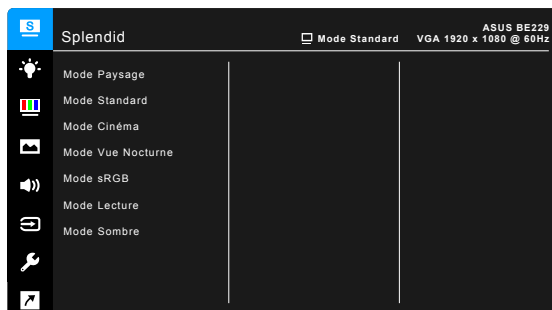 S
Splendid
Mode Standard
ASUS BE229
VGA 1920 x 1080 @ 60Hz
Mode Paysage
Mode Standard
Mode Cinéma
Mode Vue Nocturne
Mode sRGB
Mode Lecture
Mode Sombre